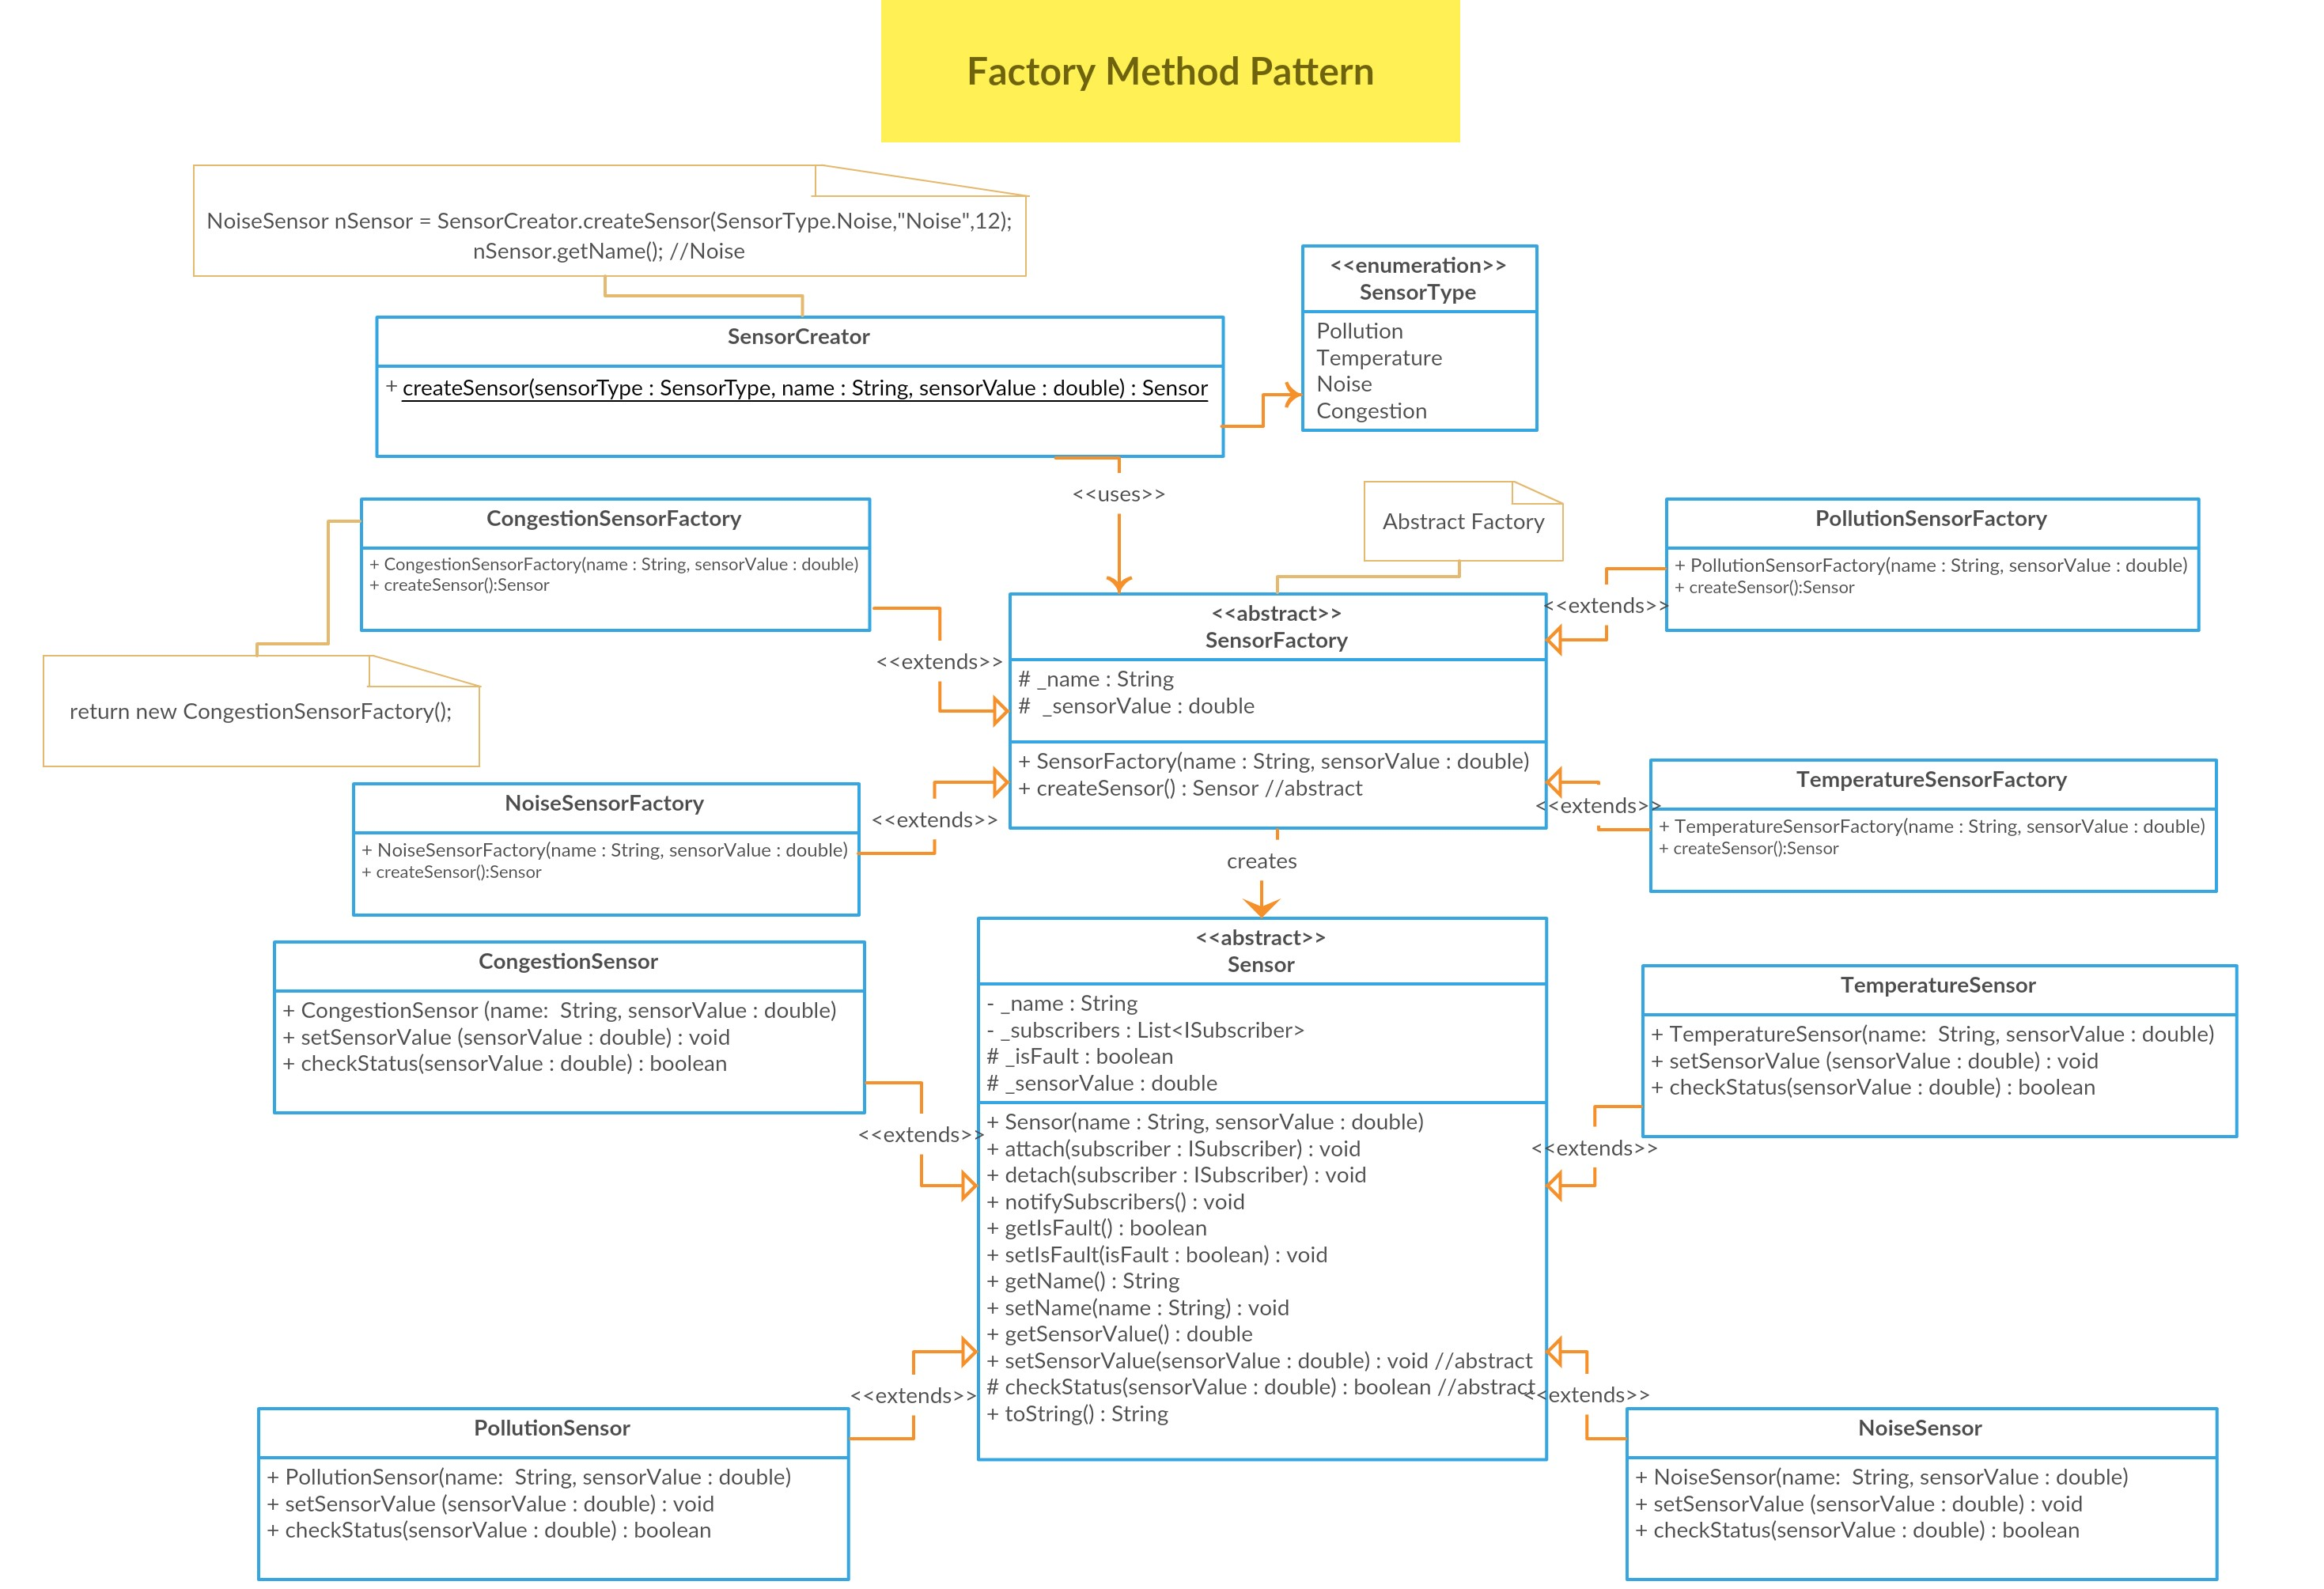 Factory Method Pattern
NoiseSensor nSensor = SensorCreator.createSensor(SensorType.Noise,"Noise",12);
nSensor.getName(); //Noise
<<enumeration>>
SensorType
Pollution
Temperature
Noise
Congestion
SensorCreator
+ createSensor(sensorType : SensorType, name : String, sensorValue : double) : Sensor
<<uses>>
Abstract Factory
CongestionSensorFactory
+ CongestionSensorFactory(name : String, sensorValue : double)
+ createSensor():Sensor
<<extends>>
return new CongestionSensorFactory();
PollutionSensorFactory
+ PollutionSensorFactory(name : String, sensorValue : double)
+ createSensor():Sensor
<<extends>>
<<abstract>>
SensorFactory
# _name : String
# _sensorValue : double
+ SensorFactory(name : String, sensorValue : double)
+ createSensor() : Sensor //abstract
NoiseSensorFactory
+ NoiseSensorFactory(name : String, sensorValue : double)
+ createSensor():Sensor
<<extends>>
TemperatureSensorFactory
+ TemperatureSensorFactory(name : String, sensorValue : double)
+ createSensor():Sensor
<<extends>>
creates
CongestionSensor
+ CongestionSensor (name: String, sensorValue : double)
+ setSensorValue (sensorValue : double) : void
+ checkStatus(sensorValue : double) : boolean
<<extends>>
<<abstract>>
Sensor
- _name : String
- _subscribers : List<ISubscriber>
# _isFault : boolean
# _sensorValue : double
+ Sensor(name : String, sensorValue : double)
+ attach(subscriber : ISubscriber) : void
+ detach(subscriber : ISubscriber) : void
+ notifySubscribers() : void
+ getIsFault() : boolean
+ setIsFault(isFault : boolean) : void
+ getName() : String
+ setName(name : String) : void
+ getSensorValue() : double
+ setSensorValue(sensorValue : double) : void //abstract
# checkStatus(sensorValue : double) : boolean //abstract
+ toString() : String
TemperatureSensor
+ TemperatureSensor(name: String, sensorValue : double)
+ setSensorValue (sensorValue : double) : void
+ checkStatus(sensorValue : double) : boolean
<<extends>>
<<extends>>
PollutionSensor
+ PollutionSensor(name: String, sensorValue : double)
+ setSensorValue (sensorValue : double) : void
+ checkStatus(sensorValue : double) : boolean
<<extends>>
NoiseSensor
+ NoiseSensor(name: String, sensorValue : double)
+ setSensorValue (sensorValue : double) : void
+ checkStatus(sensorValue : double) : boolean